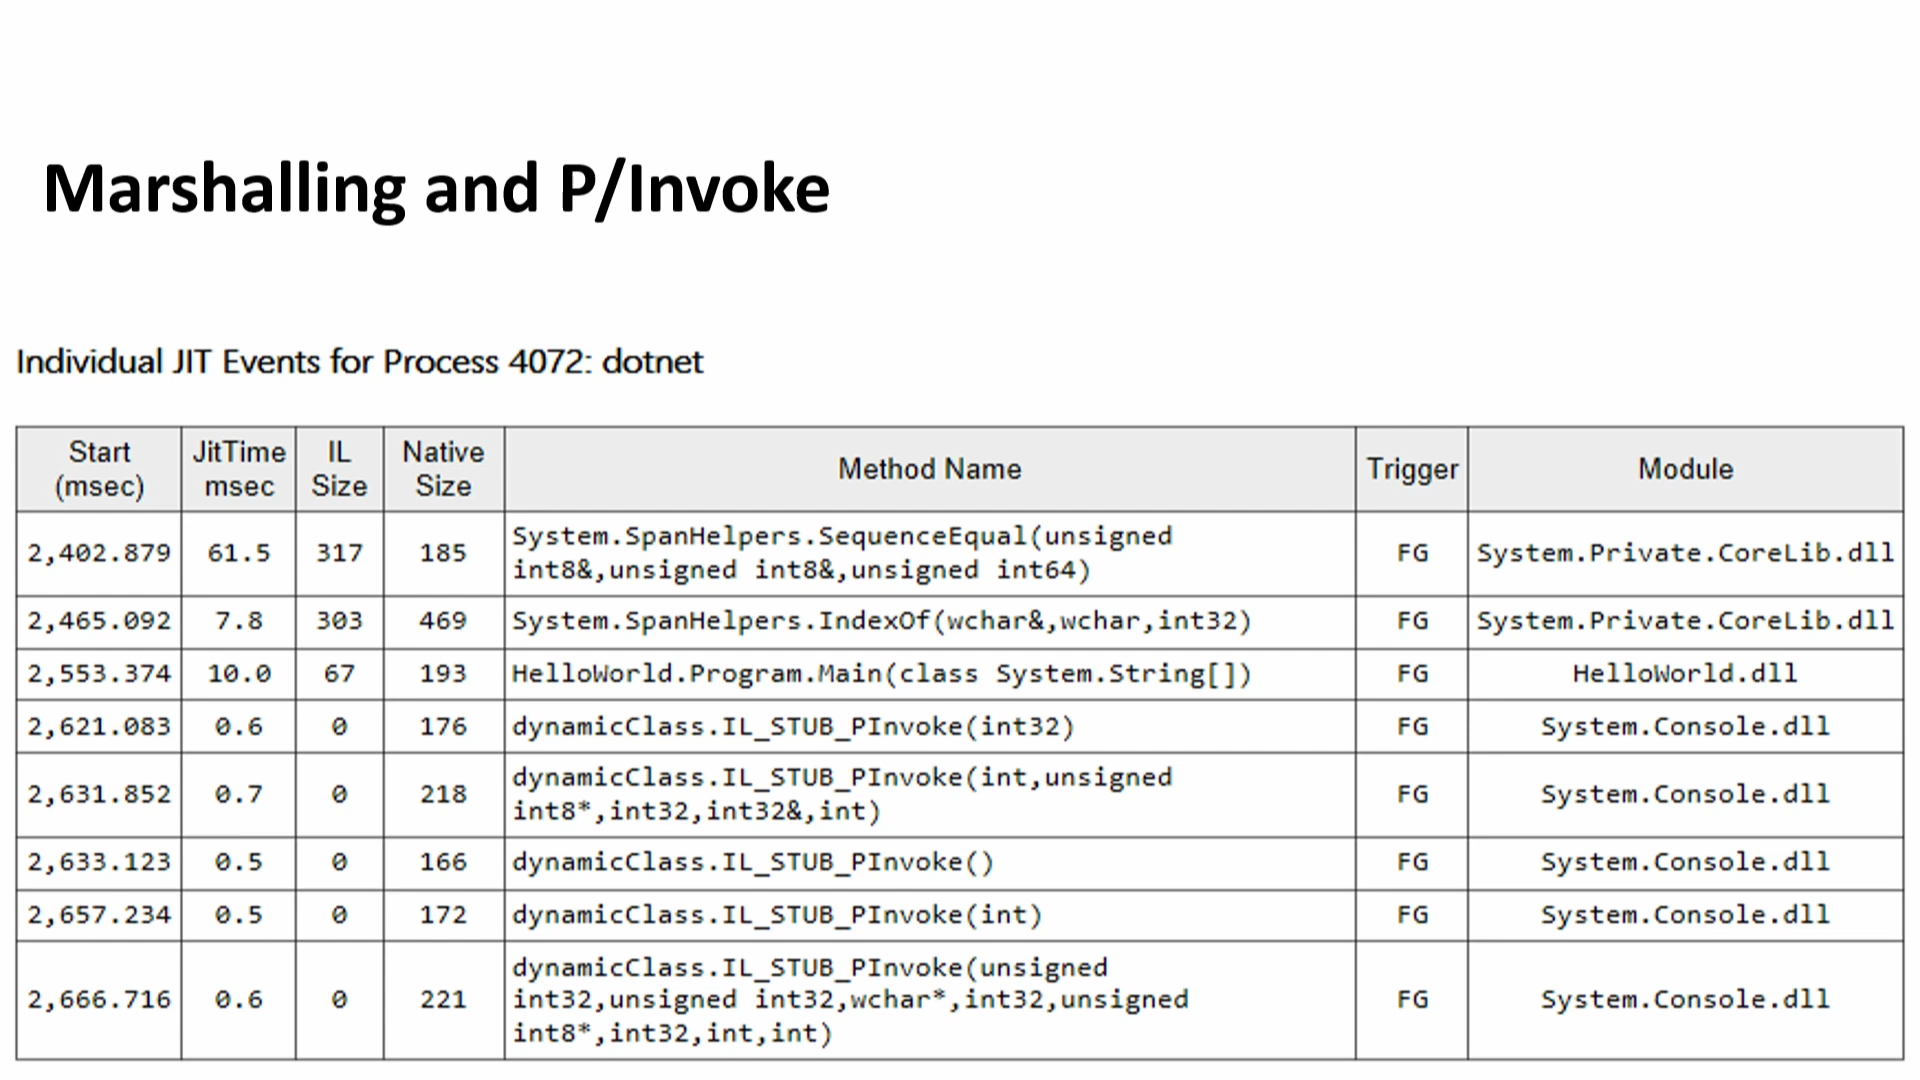 Marshalling and P/Invoke
Individual JIT Events for Process 4072: dotnet
Start (msec) JitTime msec IL Size Native Size Method Name Trigger Module
2,402.879 61.5 317 185 System.SpanHelpers.SequenceEqual(unsigned
int8&,unsigned int8&,unsigned int64) FG System.Private.CoreLib.dll
2,465.092 7.8 303 469 System.SpanHelpers.IndexOf(wchar&,wchar,int32) FG System.Private.CoreLib.dll
2,553.374 10.0 67 193 HelloWorld.Program.Main(class System.String[]) FG HelloWorld.dll
2,621.083 0.6 0 176 dynamicClass.IL_STUB_PInvoke(int32) FG System.Console.dll
2,631.852 0.7 0 218 dynamicClass.IL_STUB_PInvoke(int,unsigned
int8*,int32,int32&,int) FG System.Console.dll
2,633.123 0.5 0 166 dynamicClass.IL_STUB_PInvoke() FG System.Console.dll
2,657.234 0.5 0 172 dynamicClass.IL_STUB_PInvoke(int) FG System.Console.dll
2,666.716 0.6 0 221 dynamicClass.IL_STUB_PInvoke(unsigned
int32,unsigned int32,wchar*,int32,unsigned
int8*,int32,int,int) FG System.Console.dll